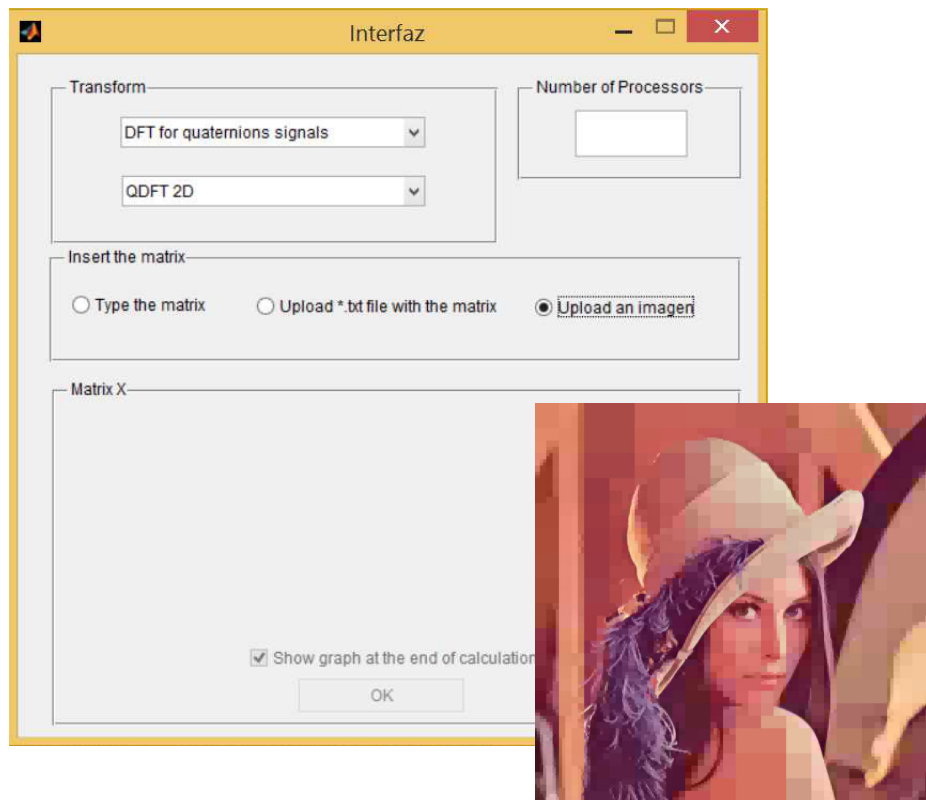 Interfaz
Transform
Number of Processors
DFT for quaternions signals
QDFT 2D
Insert the matrix
Type the matrix
Upload *.txt file with the matrix
Upload an imagen
Matrix X
Show graph at the end of calculation
OK